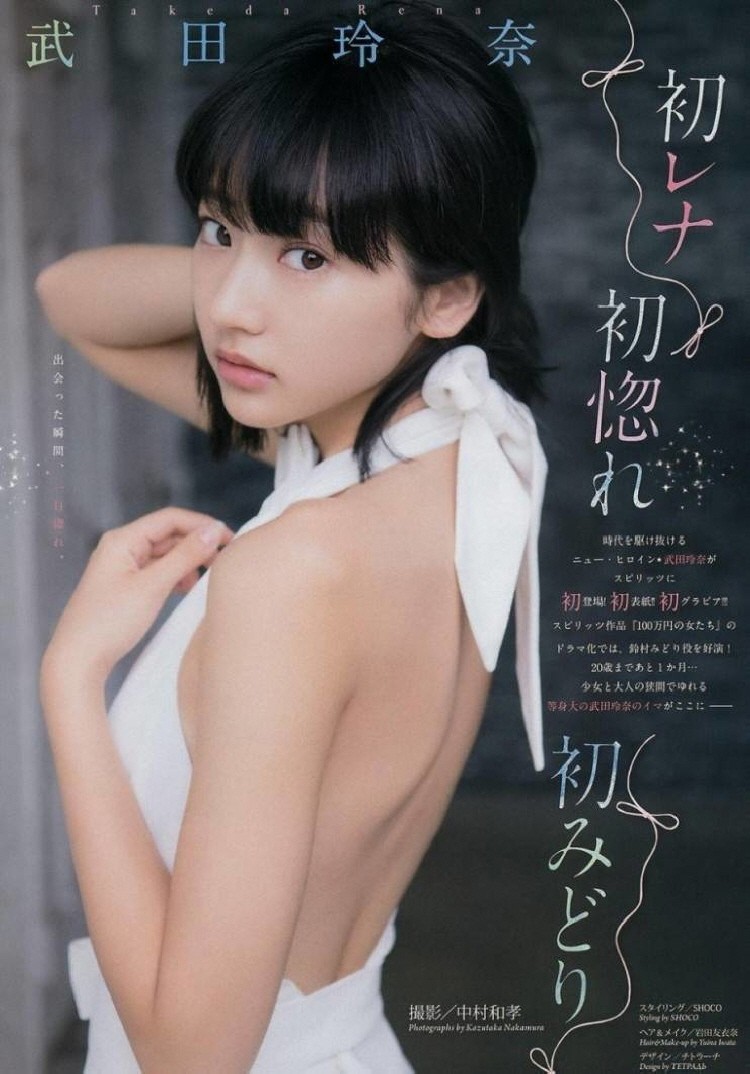 Takeda Rena
武田玲奈
初レナ
初惚れ
出会った瞬間、一目惚れ。
時代を駆け抜ける
ニュー・ヒロイン•武田玲奈が
スピリッツに
初登場! 初表紙!! 初グラビア!!!
スピリッツ作品『100万円の女たち』の
ドラマ化では、鈴村みどり役を好演!
20歳まであと1か月…
少女と大人の狭間でゆれる
等身大の武田玲奈のイマがここに――
初みどり
撮影/中村和孝
Photographs by Kazutaka Nakamura
スタイリング/SHOCO
Styling by SHOCO
ヘア&メイク/岩田友衣奈
Hair&Make-up by Yuina Iwata
デザイン/チトラーチ
Design by ТЕТРАДЬ